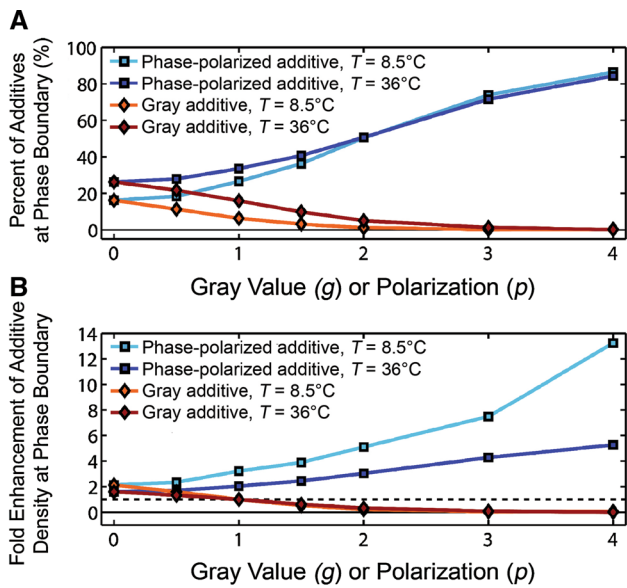 A
Percent of Additives
at Phase Boundary (%)
100
80
60
40
20
0
Phase-polarized additive, T = 8.5°C
Phase-polarized additive, T = 36°C
Gray additive, T = 8.5°C
Gray additive, T = 36°C
0 1 2 3 4
Gray Value (g) or Polarization (p)
B
Fold Enhancement of Additive
Density at Phase Boundary
14
12
10
8
6
4
2
0
Phase-polarized additive, T = 8.5°C
Phase-polarized additive, T = 36°C
Gray additive, T = 8.5°C
Gray additive, T = 36°C
0 1 2 3 4
Gray Value (g) or Polarization (p)